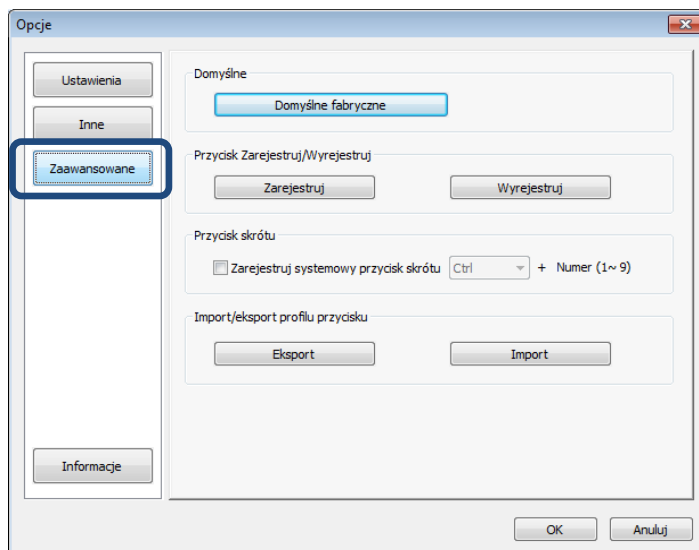 Opcje
Ustawienia
Inne
Zaawansowane
Informacje
Domyślne
Domyślne fabryczne
Przycisk Zarejestruj/Wyrejestruj
Zarejestruj Wyrejestruj
Przycisk skrótu
Zarejestruj systemowy przycisk skrótu Ctrl + Numer (1~ 9)
Import/eksport profilu przycisku
Eksport Import
OK Anuluj